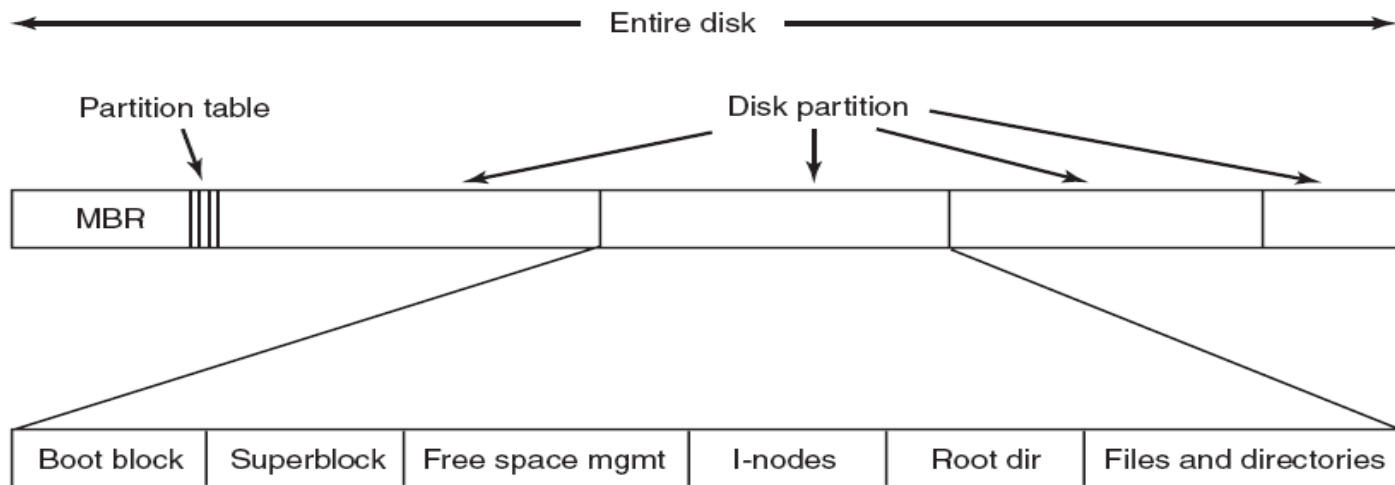 Entire disk
Partition table
Disk partition
MBR
Boot block
Superblock
Free space mgmt
I-nodes
Root dir
Files and directories